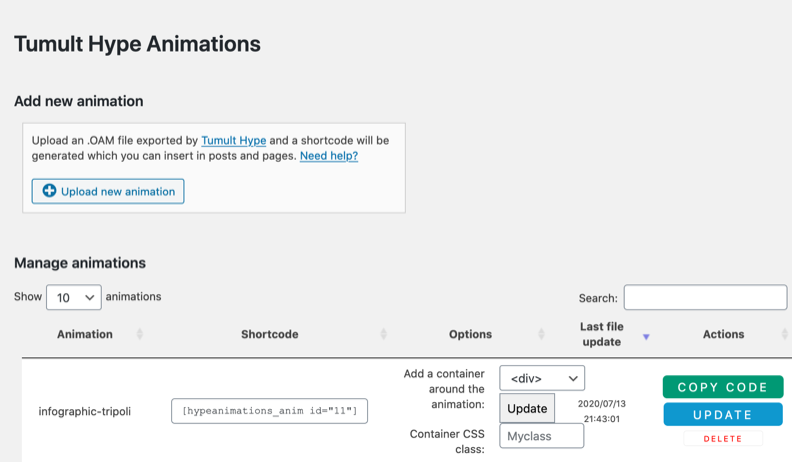 Tumult Hype Animations
Add new animation
Upload an .OAM file exported by Tumult Hype and a shortcode will be
generated which you can insert in posts and pages. Need help?
Upload new animation
Manage animations
Show 10 animations
Search:
Animation Shortcode Options Last file update Actions
infographic-tripoli
[hypeanimations_anim id="11"]
Add a container
around the
animation:
<div>
Update
Container CSS
class:
Myclass
2020/07/13
21:43:01
COPY CODE
UPDATE
DELETE